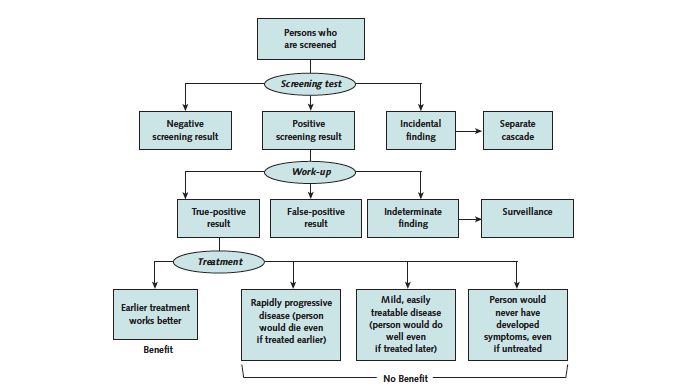 Persons who
are screened
Screening test
Negative
screening result
Positive
screening result
Incidental
finding
Separate
cascade
Work-up
True-positive
result
False-positive
result
Indeterminate
finding
Surveillance
Treatment
Earlier treatment
works better
Benefit
Rapidly progressive
disease (person
would die even
if treated earlier)
Mild, easily
treatable disease
(person would do
well even
if treated later)
Person would
never have
developed
symptoms, even
if untreated
No Benefit